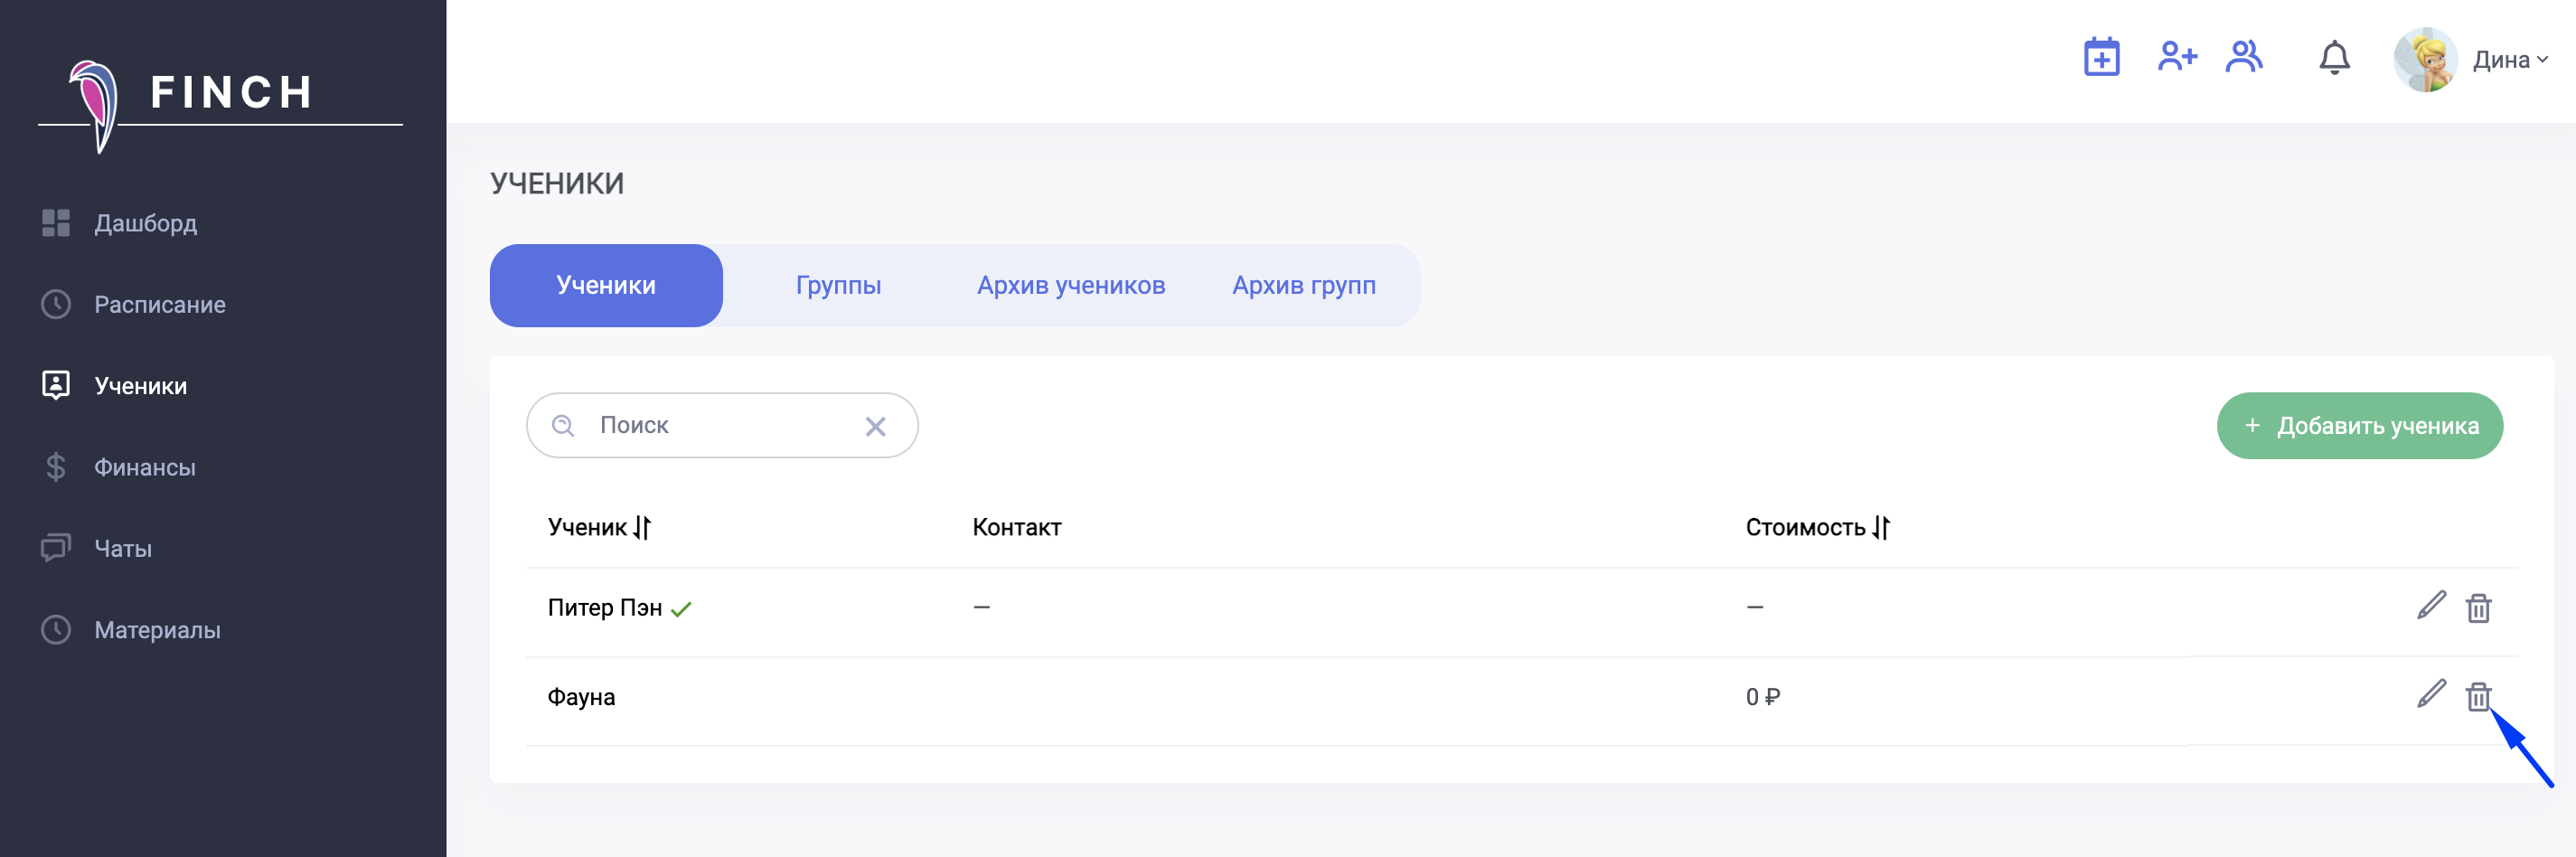 FINCH
Дина
Дашборд
Расписание
Ученики
Финансы
Чаты
Материалы
УЧЕНИКИ
Ученики Группы Архив учеников Архив групп
Поиск
+ Добавить ученика
Ученик Контакт Стоимость
Питер Пэн — —
Фауна 0 ₽